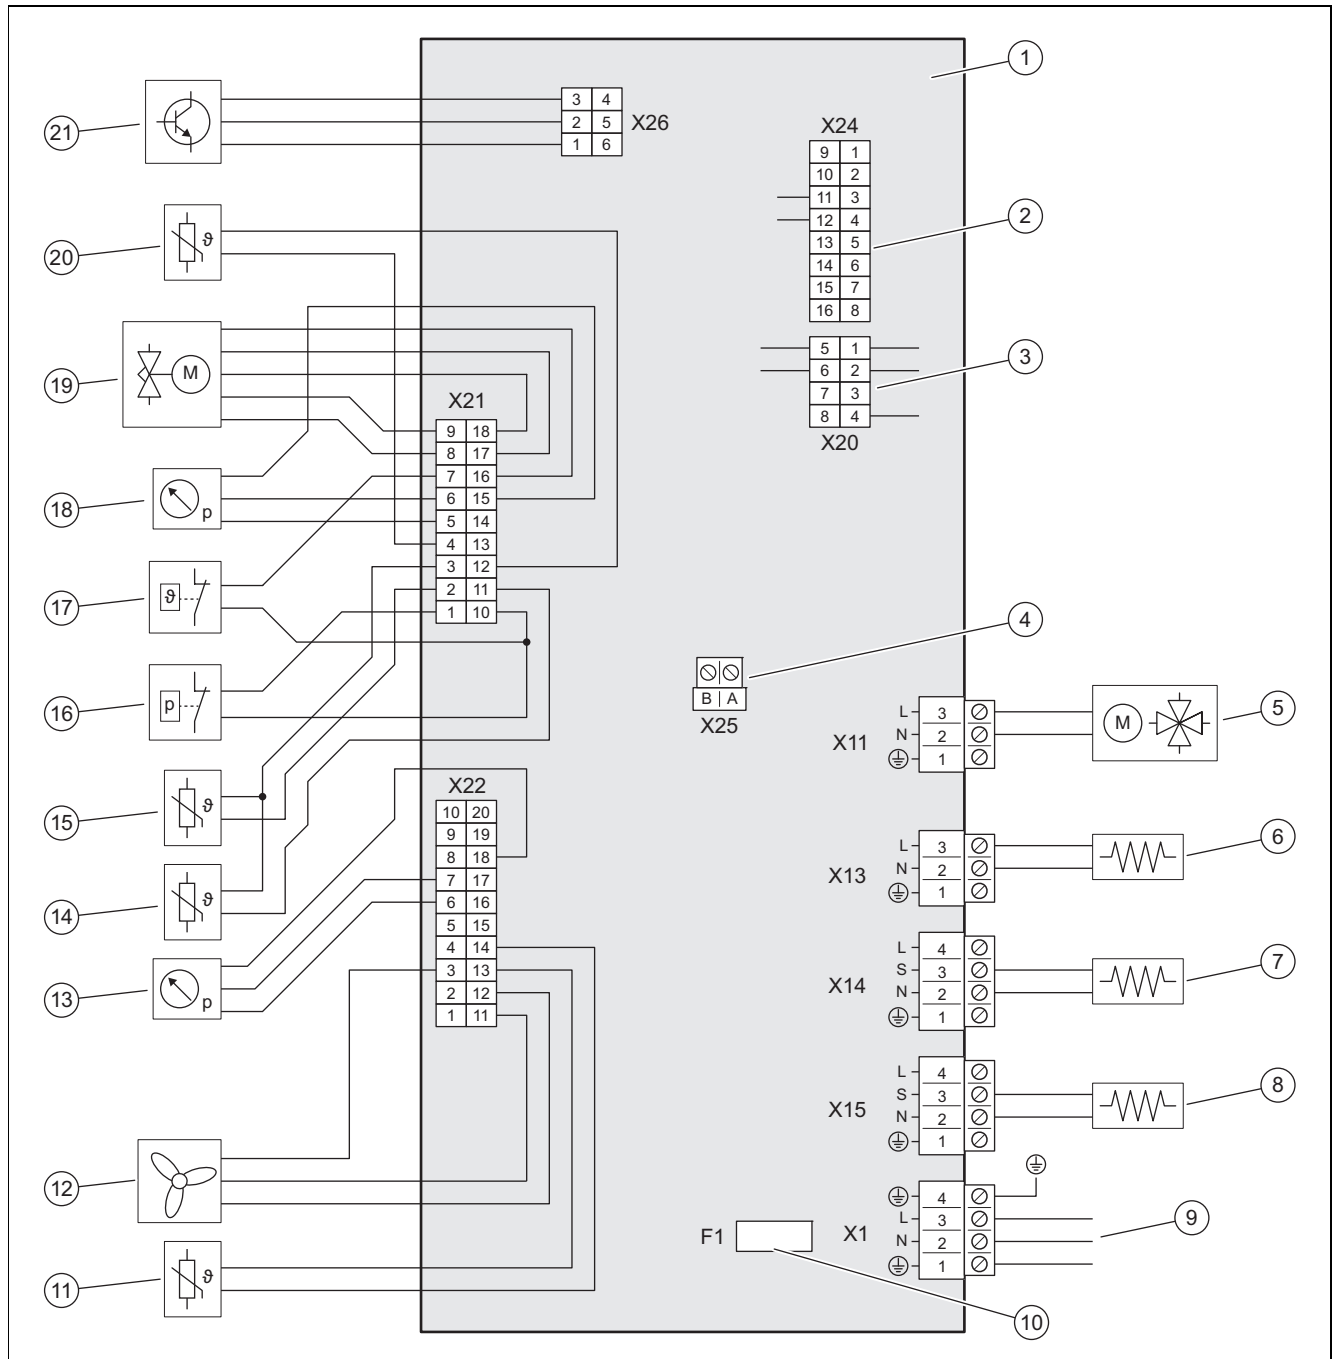 1
21
3 4
2 5
1 6
X26
X24
9 1
10 2
11 3
12 4
13 5
14 6
15 7
16 8
2
20
ϑ
5 1
6 2
7 3
8 4
X20
3
19
M
X21
9 18
8 17
7 16
6 15
5 14
4 13
3 12
2 11
1 10
18
p
17
ϑ
16
p
4
B A
X25
X11
L 3
N 2
1
M
5
15
ϑ
X22
10 20
9 19
8 18
7 17
6 16
5 15
4 14
3 13
2 12
1 11
X13
L 3
N 2
1
6
14
ϑ
13
p
X14
L 4
S 3
N 2
1
7
X15
L 4
S 3
N 2
1
8
12
F1
X1
4
L 3
N 2
1
9
11
ϑ
10